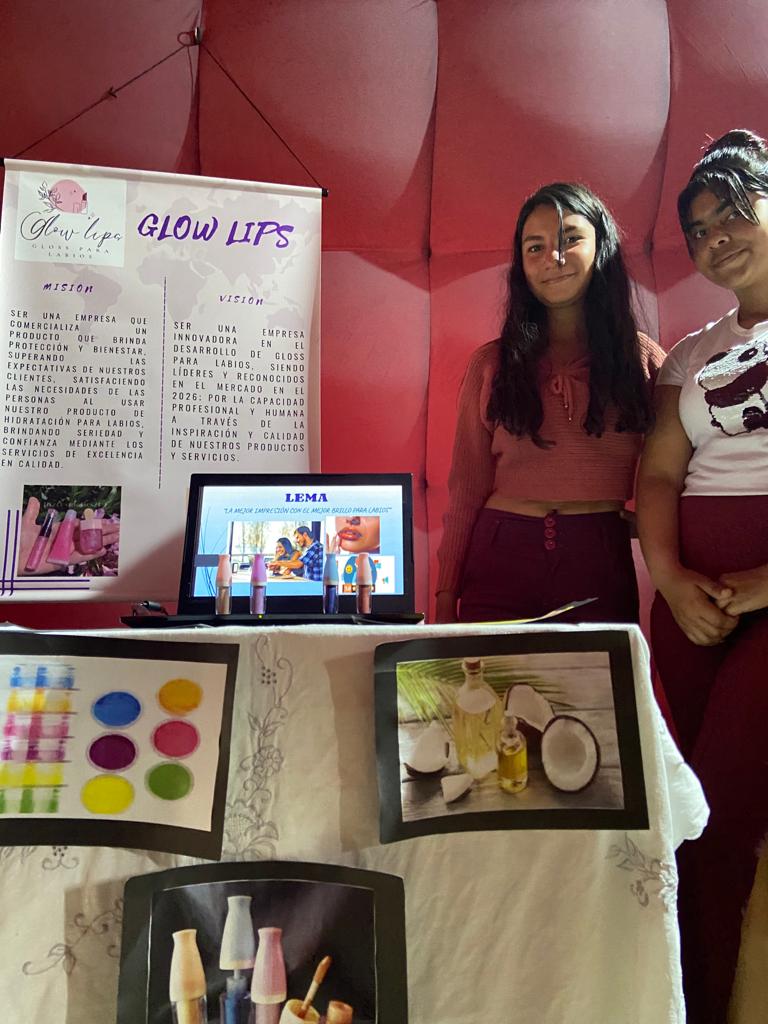 Glow lips
GLOSS PARA
LABIOS
GLOW LIPS
MISION
SER UNA EMPRESA QUE
COMERCIALIZA UN
PRODUCTO QUE BRINDA
PROTECCIÓN Y BIENESTAR,
SUPERANDO LAS
EXPECTATIVAS DE NUESTROS
CLIENTES, SATISFACIENDO
LAS NECESIDADES DE LAS
PERSONAS AL USAR
NUESTRO PRODUCTO DE
HIDRATACIÓN PARA LABIOS,
BRINDANDO SERIEDAD Y
CONFIANZA MEDIANTE LOS
SERVICIOS DE EXCELENCIA
EN CALIDAD.
VISION
SER UNA EMPRESA
INNOVADORA EN EL
DESARROLLO DE GLOSS
PARA LABIOS, SIENDO
LÍDERES Y RECONOCIDOS
EN EL MERCADO EN EL
2026; POR LA CAPACIDAD
PROFESIONAL Y HUMANA
A TRAVÉS DE LA
INSPIRACIÓN Y CALIDAD
DE NUESTROS PRODUCTOS
Y SERVICIOS.
LEMA
"LA MEJOR IMPRESIÓN CON EL MEJOR BRILLO PARA LABIOS"